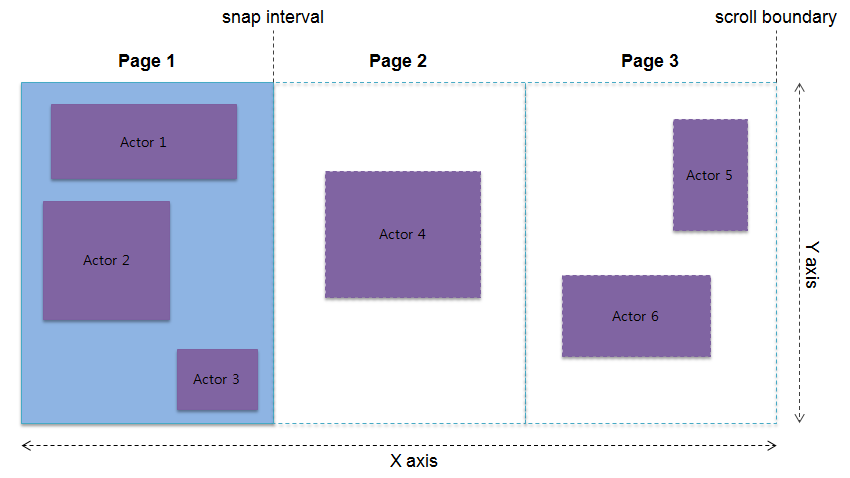 snap interval
scroll boundary
Page 1
Page 2
Page 3
Actor 1
Actor 2
Actor 3
Actor 4
Actor 5
Actor 6
Y axis
X axis